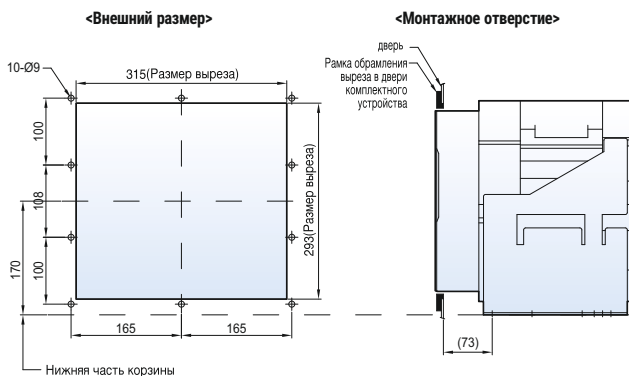 <Внешний размер>
<Монтажное отверстие>
дверь
10-Ø9
315(Размер выреза)
Рамка обрамления
выреза в двери
комплектного
устройства
100
108
293(Размер выреза)
170
100
165
165
(73)
Нижняя часть корзины